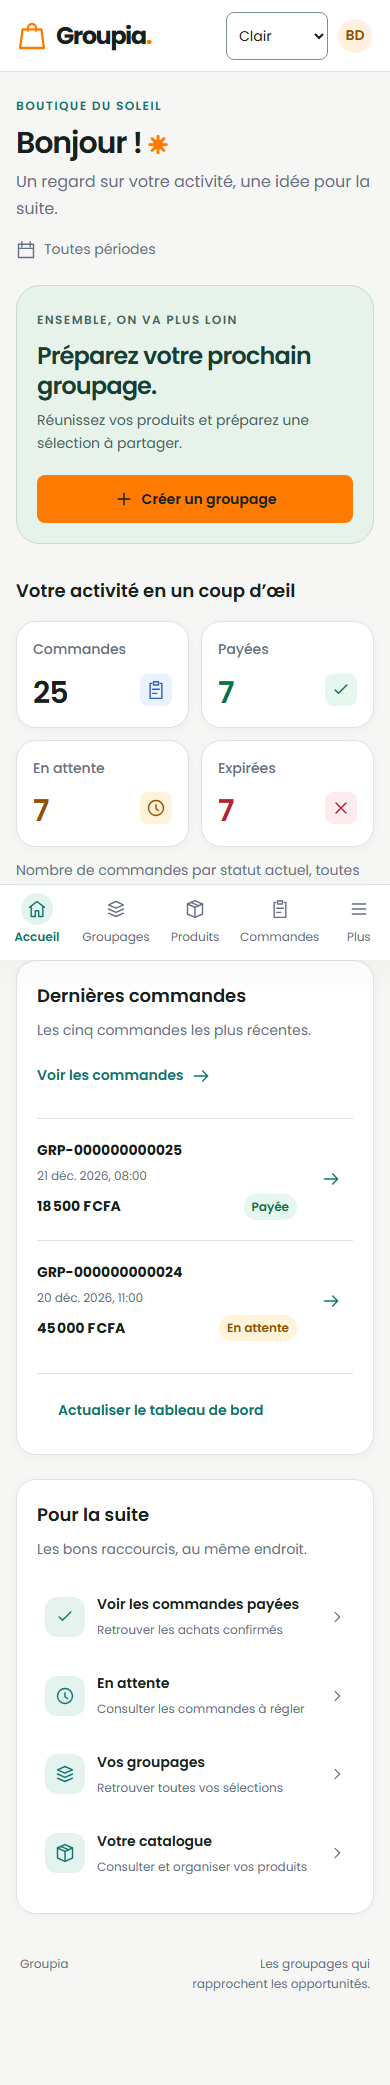 Groupia.
Clair
BD
BOUTIQUE DU SOLEIL
Bonjour !
Un regard sur votre activité, une idée pour la
suite.
Toutes périodes
ENSEMBLE, ON VA PLUS LOIN
Préparez votre prochain
groupage.
Réunissez vos produits et préparez une
sélection à partager.
Créer un groupage
Votre activité en un coup d’œil
Commandes
25
Payées
7
En attente
7
Expirées
7
Nombre de commandes par statut actuel, toutes
Accueil
Groupages
Produits
Commandes
Plus
Dernières commandes
Les cinq commandes les plus récentes.
Voir les commandes
GRP-000000000025
21 déc. 2026, 08:00
18 500 FCFA
Payée
GRP-000000000024
20 déc. 2026, 11:00
45 000 FCFA
En attente
Actualiser le tableau de bord
Pour la suite
Les bons raccourcis, au même endroit.
Voir les commandes payées
Retrouver les achats confirmés
En attente
Consulter les commandes à régler
Vos groupages
Retrouver toutes vos sélections
Votre catalogue
Consulter et organiser vos produits
Groupia
Les groupages qui
rapprochent les opportunités.